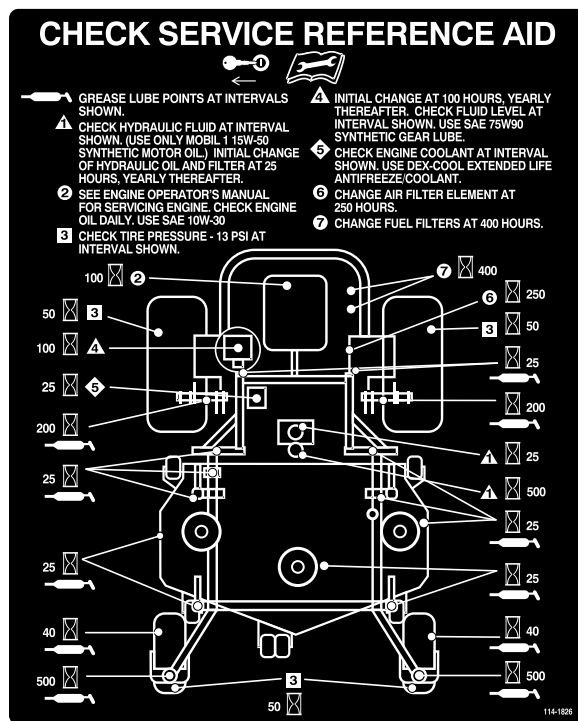 CHECK SERVICE REFERENCE AID
GREASE LUBE POINTS AT INTERVALS
SHOWN.
1 CHECK HYDRAULIC FLUID AT INTERVAL
SHOWN. (USE ONLY MOBIL 1 15W-50
SYNTHETIC MOTOR OIL.) INITIAL CHANGE
OF HYDRAULIC OIL AND FILTER AT 25
HOURS, YEARLY THEREAFTER.
2 SEE ENGINE OPERATOR'S MANUAL
FOR SERVICING ENGINE. CHECK ENGINE
OIL DAILY. USE SAE 10W-30
3 CHECK TIRE PRESSURE - 13 PSI AT
INTERVAL SHOWN.
4 INITIAL CHANGE AT 100 HOURS, YEARLY
THEREAFTER. CHECK FLUID LEVEL AT
INTERVAL SHOWN. USE SAE 75W90
SYNTHETIC GEAR LUBE.
5 CHECK ENGINE COOLANT AT INTERVAL
SHOWN. USE DEX-COOL EXTENDED LIFE
ANTIFREEZE/COOLANT.
6 CHANGE AIR FILTER ELEMENT AT
250 HOURS.
7 CHANGE FUEL FILTERS AT 400 HOURS.
100 2
7 400
6 250
50 3
3 50
100 4
25
25 5
200
200
1 25
25
1 500
25
25
25
40
40
500
500
3
50
114-1826